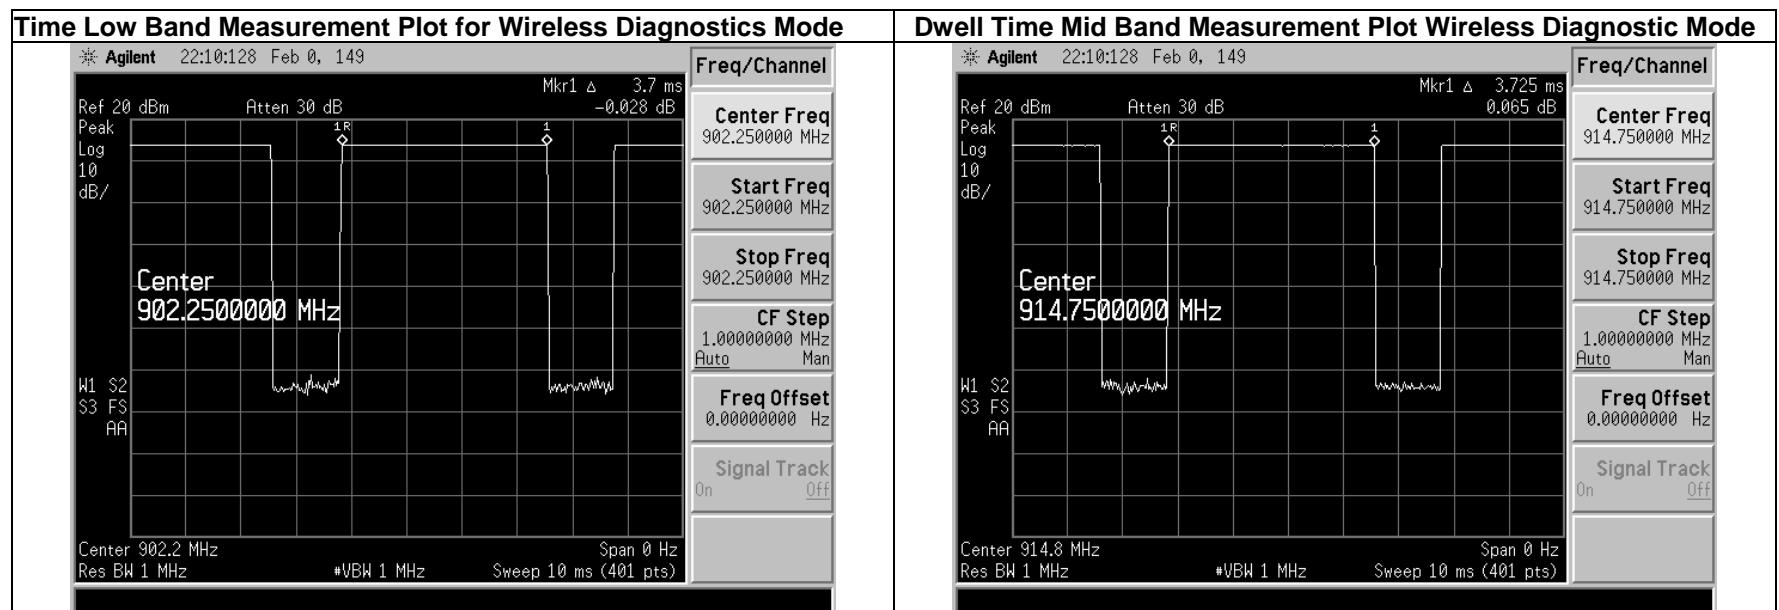 Time Low Band Measurement Plot for Wireless Diagnostics Mode
Agilent 22:10:128 Feb 0, 149
Mkr1 Δ 3.7 ms
Ref 20 dBm Atten 30 dB -0.028 dB
Peak
Log
10
dB/
1R 1
Center
902.2500000 MHz
W1 S2
S3 FS
AA
Center 902.2 MHz Span 0 Hz
Res BW 1 MHz #VBW 1 MHz Sweep 10 ms (401 pts)
Freq/Channel
Center Freq
902.250000 MHz
Start Freq
902.250000 MHz
Stop Freq
902.250000 MHz
CF Step
1.00000000 MHz
Auto Man
Freq Offset
0.00000000 Hz
Signal Track
On Off
Dwell Time Mid Band Measurement Plot Wireless Diagnostic Mode
Agilent 22:10:128 Feb 0, 149
Mkr1 Δ 3.725 ms
Ref 20 dBm Atten 30 dB 0.065 dB
Peak
Log
10
dB/
1R 1
Center
914.7500000 MHz
W1 S2
S3 FS
AA
Center 914.8 MHz Span 0 Hz
Res BW 1 MHz #VBW 1 MHz Sweep 10 ms (401 pts)
Freq/Channel
Center Freq
914.750000 MHz
Start Freq
914.750000 MHz
Stop Freq
914.750000 MHz
CF Step
1.00000000 MHz
Auto Man
Freq Offset
0.00000000 Hz
Signal Track
On Off